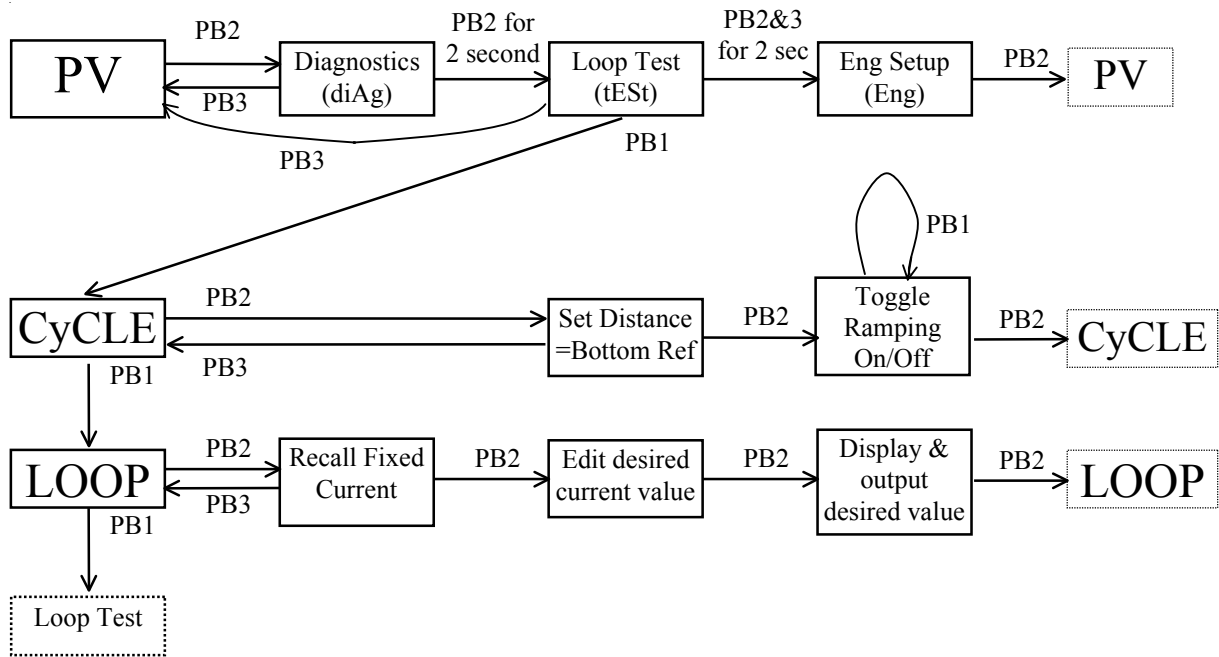 PV
PB2
PB3
Diagnostics
(diAg)
PB2 for
2 second
Loop Test
(tESt)
PB2&3
for 2 sec
Eng Setup
(Eng)
PB2
PV
PB3
PB1
PB1
CyCLE
PB2
PB3
Set Distance
=Bottom Ref
PB2
Toggle
Ramping
On/Off
PB2
CyCLE
PB1
LOOP
PB2
PB3
Recall Fixed
Current
PB2
Edit desired
current value
PB2
Display &
output
desired value
PB2
LOOP
PB1
Loop Test